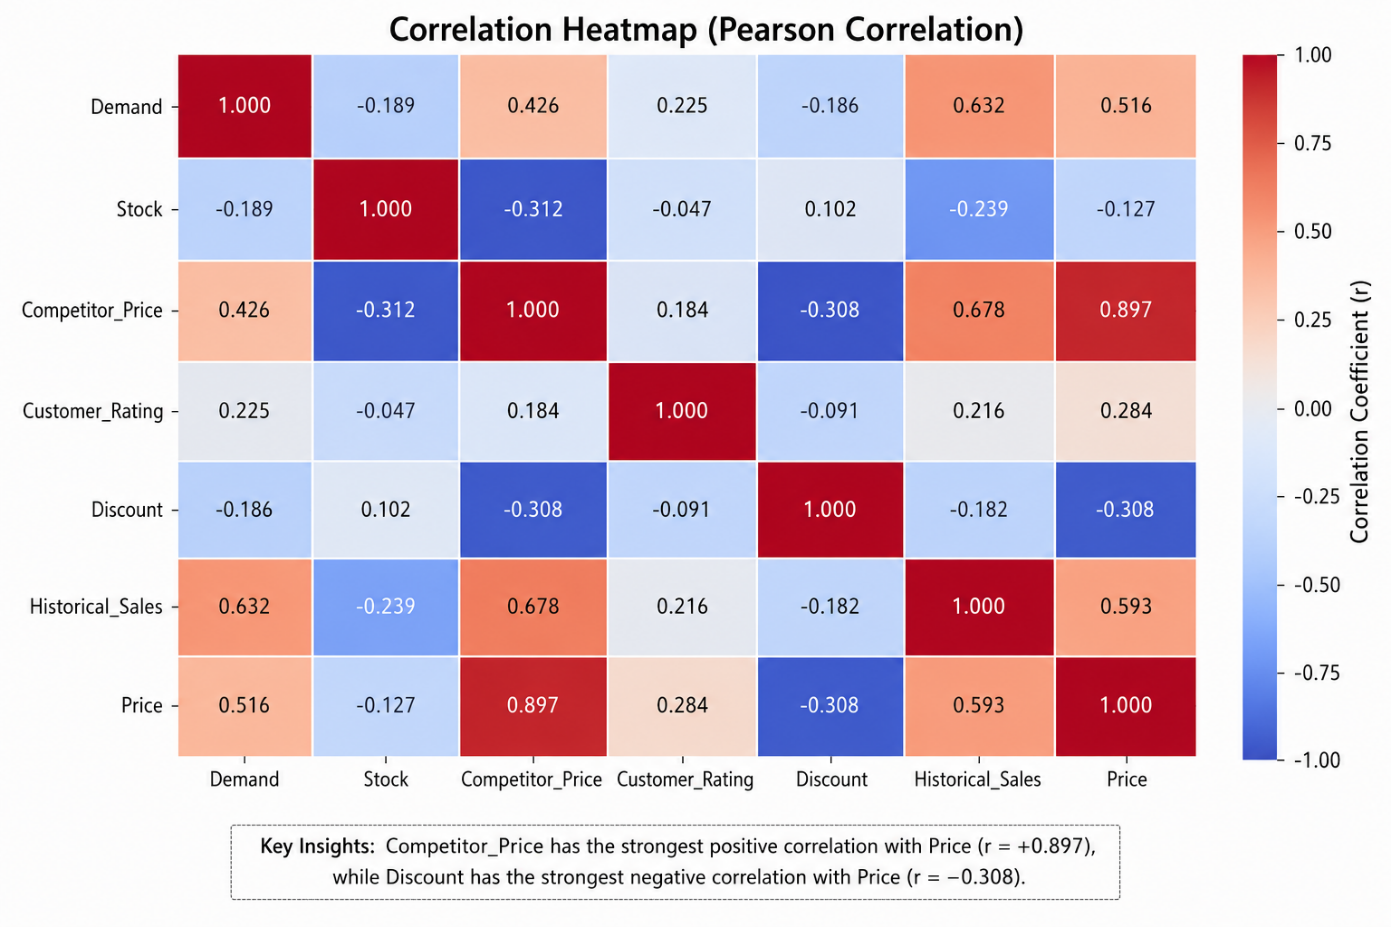 Correlation Heatmap (Pearson Correlation)
Demand 1.000 -0.189 0.426 0.225 -0.186 0.632 0.516
Stock -0.189 1.000 -0.312 -0.047 0.102 -0.239 -0.127
Competitor_Price 0.426 -0.312 1.000 0.184 -0.308 0.678 0.897
Customer_Rating 0.225 -0.047 0.184 1.000 -0.091 0.216 0.284
Discount -0.186 0.102 -0.308 -0.091 1.000 -0.182 -0.308
Historical_Sales 0.632 -0.239 0.678 0.216 -0.182 1.000 0.593
Price 0.516 -0.127 0.897 0.284 -0.308 0.593 1.000
Demand Stock Competitor_Price Customer_Rating Discount Historical_Sales Price
1.00
0.75
0.50
0.25
0.00
-0.25
-0.50
-0.75
-1.00
Correlation Coefficient (r)
Key Insights: Competitor_Price has the strongest positive correlation with Price (r = +0.897),
while Discount has the strongest negative correlation with Price (r = −0.308).